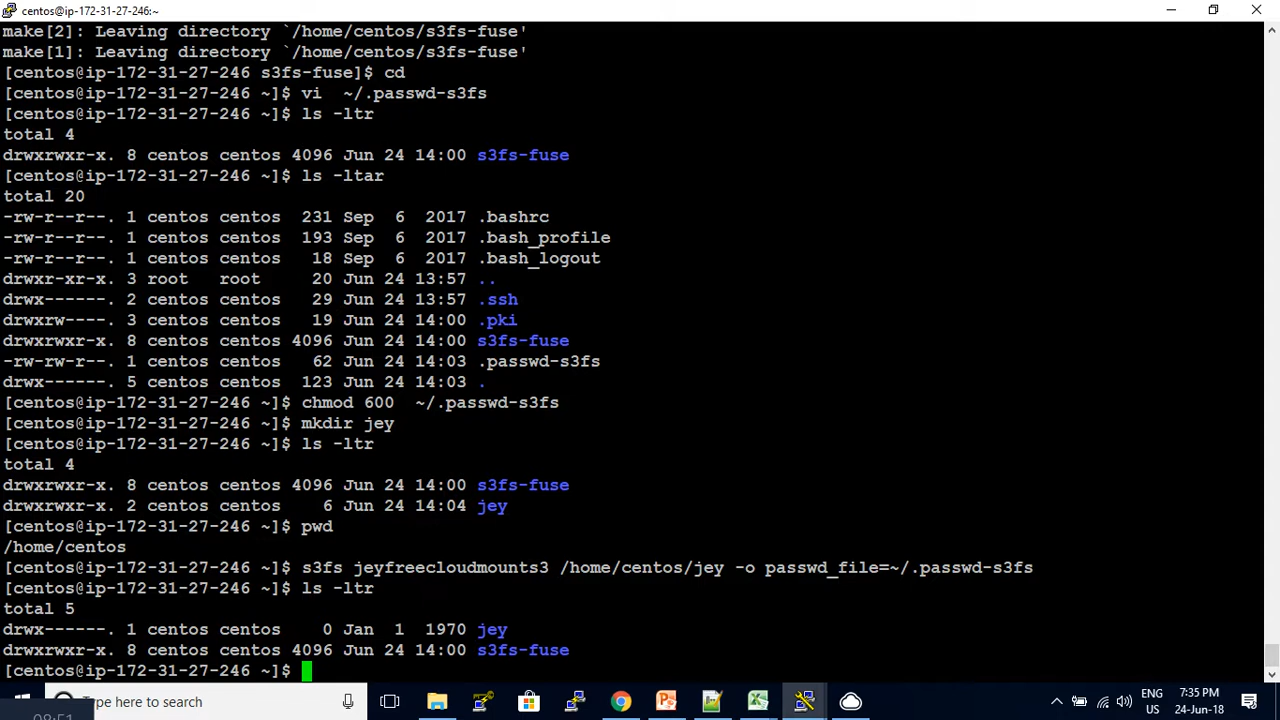 centos@ip-172-31-27-246:~
make[2]: Leaving directory `/home/centos/s3fs-fuse'
make[1]: Leaving directory `/home/centos/s3fs-fuse'
[centos@ip-172-31-27-246 s3fs-fuse]$ cd
[centos@ip-172-31-27-246 ~]$ vi  ~/.passwd-s3fs
[centos@ip-172-31-27-246 ~]$ ls -ltr
total 4
drwxrwxr-x. 8 centos centos 4096 Jun 24 14:00 s3fs-fuse
[centos@ip-172-31-27-246 ~]$ ls -ltar
total 20
-rw-r--r--. 1 centos centos  231 Sep  6  2017 .bashrc
-rw-r--r--. 1 centos centos  193 Sep  6  2017 .bash_profile
-rw-r--r--. 1 centos centos   18 Sep  6  2017 .bash_logout
drwxr-xr-x. 3 root   root     20 Jun 24 13:57 ..
drwx------. 2 centos centos   29 Jun 24 13:57 .ssh
drwxrw----. 3 centos centos   19 Jun 24 14:00 .pki
drwxrwxr-x. 8 centos centos 4096 Jun 24 14:00 s3fs-fuse
-rw-rw-r--. 1 centos centos   62 Jun 24 14:03 .passwd-s3fs
drwx------. 5 centos centos  123 Jun 24 14:03 .
[centos@ip-172-31-27-246 ~]$ chmod 600  ~/.passwd-s3fs
[centos@ip-172-31-27-246 ~]$ mkdir jey
[centos@ip-172-31-27-246 ~]$ ls -ltr
total 4
drwxrwxr-x. 8 centos centos 4096 Jun 24 14:00 s3fs-fuse
drwxrwxr-x. 2 centos centos    6 Jun 24 14:04 jey
[centos@ip-172-31-27-246 ~]$ pwd
/home/centos
[centos@ip-172-31-27-246 ~]$ s3fs jeyfreecloudmounts3 /home/centos/jey -o passwd_file=~/.passwd-s3fs
[centos@ip-172-31-27-246 ~]$ ls -ltr
total 5
drwx------. 1 centos centos    0 Jan  1  1970 jey
drwxrwxr-x. 8 centos centos 4096 Jun 24 14:00 s3fs-fuse
[centos@ip-172-31-27-246 ~]$
Type here to search
ENG
US
7:35 PM
24-Jun-18